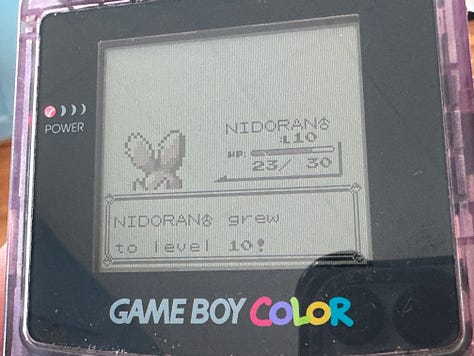 POWER
NIDORAN♂
:L10
HP:
23/ 30
NIDORAN♂ grew
to level 10!
GAME BOY COLOR